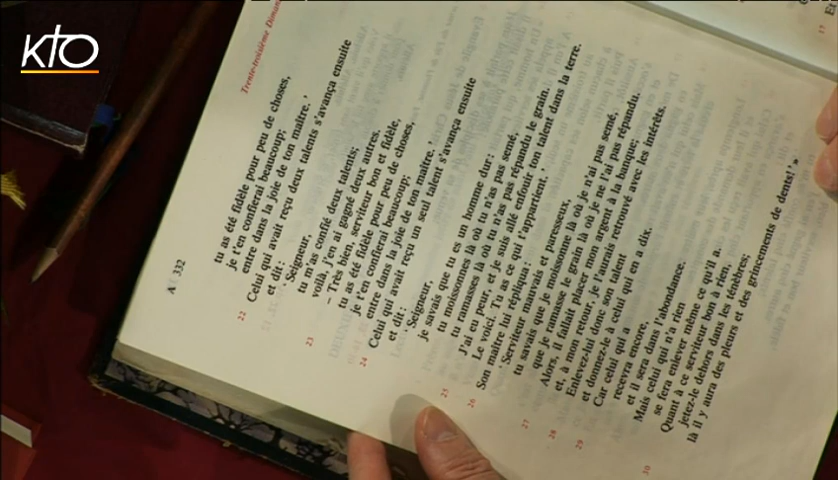 KTO
Trente-troisième Diman
tu as été fidèle pour peu de choses,
je t'en confierai beaucoup;
entre dans la joie de ton maître.'
22 Celui qui avait reçu deux talents s'avança ensuite
et dit:
'Seigneur,
tu m'as confié deux talents;
voilà, j'en ai gagné deux autres.
23 – Très bien, serviteur bon et fidèle,
tu as été fidèle pour peu de choses,
je t'en confierai beaucoup;
entre dans la joie de ton maître.'
24 Celui qui avait reçu un seul talent s'avança ensuite
et dit:
'Seigneur,
je savais que tu es un homme dur:
tu moissonnes là où tu n'as pas semé,
tu ramasses là où tu n'as pas répandu le grain.
25 J'ai eu peur, et je suis allé enfouir ton talent dans la terre.
Le voici. Tu as ce qui t'appartient.'
26 Son maître lui répliqua:
'Serviteur mauvais et paresseux,
tu savais que je moissonne là où je n'ai pas semé,
que je ramasse le grain là où je ne l'ai pas répandu.
27 Alors, il fallait placer mon argent à la banque;
et, à mon retour, je l'aurais retrouvé avec les intérêts.
28 Enlevez-lui donc son talent
et donnez-le à celui qui en a dix.
29 Car celui qui a
recevra encore,
et il sera dans l'abondance.
Mais celui qui n'a rien
se fera enlever même ce qu'il a.
30 Quant à ce serviteur bon à rien,
jetez-le dehors dans les ténèbres;
là il y aura des pleurs et des grincements de dents!'»
A 332
17 Et